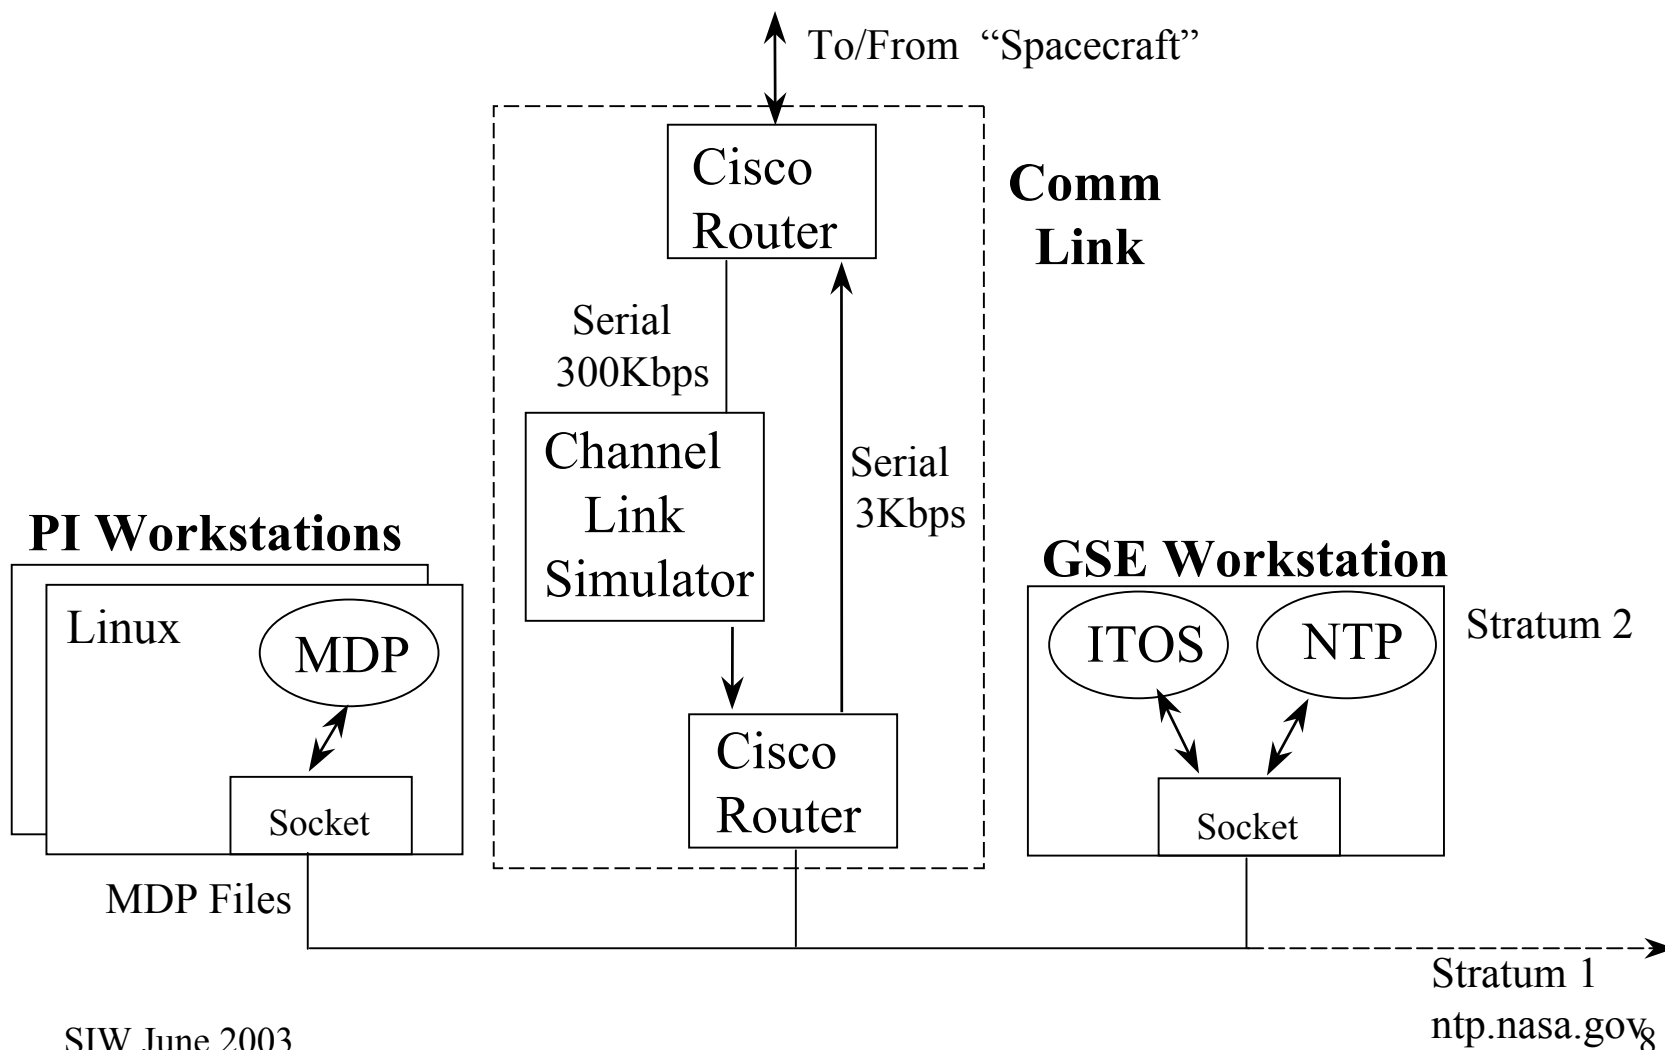 To/From “Spacecraft”
Cisco
Router
Comm
Link
Serial
300Kbps
Channel
Link
Simulator
Serial
3Kbps
PI Workstations
Linux
MDP
Socket
MDP Files
Cisco
Router
GSE Workstation
ITOS
NTP
Stratum 2
Socket
Stratum 1
ntp.nasa.gov
SIW June 2003
8